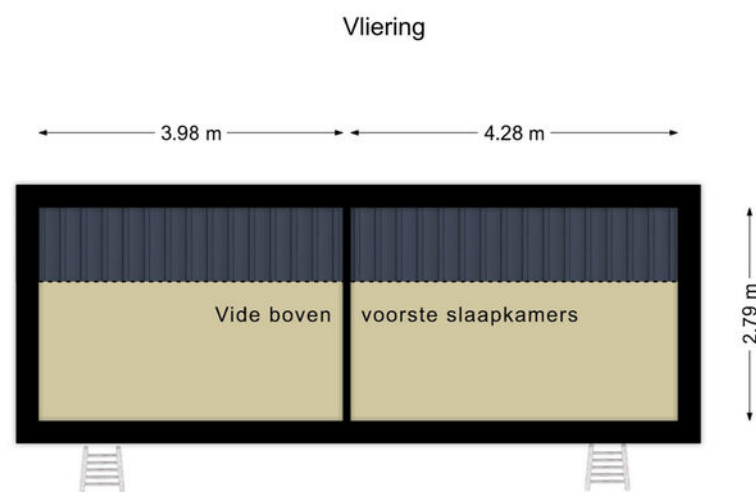 Vliering
3.98 m
4.28 m
2.79 m
Vide boven voorste slaapkamers